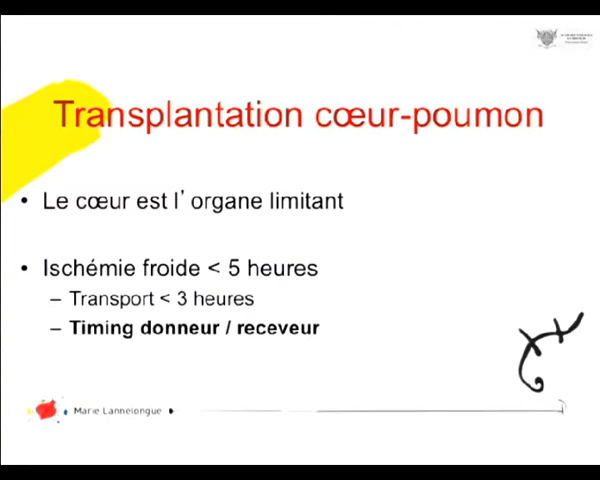 Transplantation cœur-poumon
• Le cœur est l’organe limitant
• Ischémie froide < 5 heures
– Transport < 3 heures
– Timing donneur / receveur
Marie Lannelongue